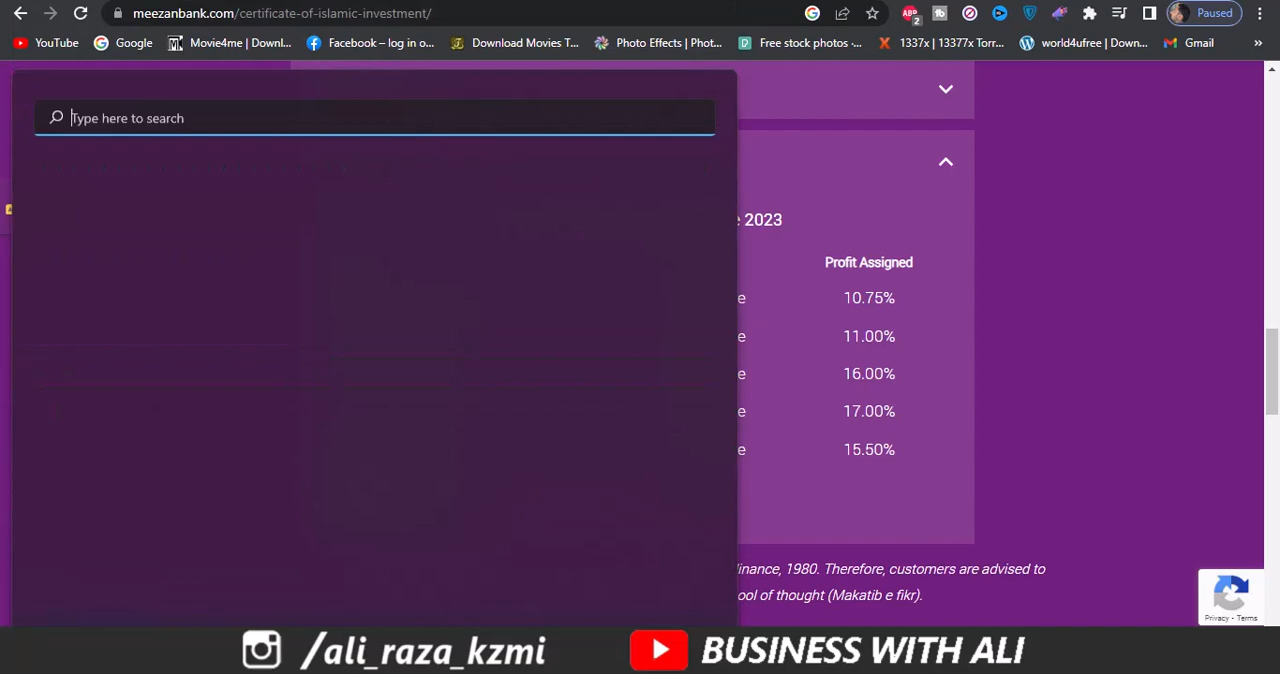 meezanbank.com/certificate-of-islamic-investment/
2
Paused
YouTube
Google
Movie4me | Downl...
Facebook – log in o...
Download Movies T...
Photo Effects | Phot...
Free stock photos -...
1337x | 13377x Torr...
world4ufree | Down...
Gmail
»
Type here to search
e 2023
Profit Assigned
e 10.75%
e 11.00%
e 16.00%
e 17.00%
e 15.50%
inance, 1980. Therefore, customers are advised to
ool of thought (Makatib e fikr).
Privacy - Terms
/ali_raza_kzmi
BUSINESS WITH ALI